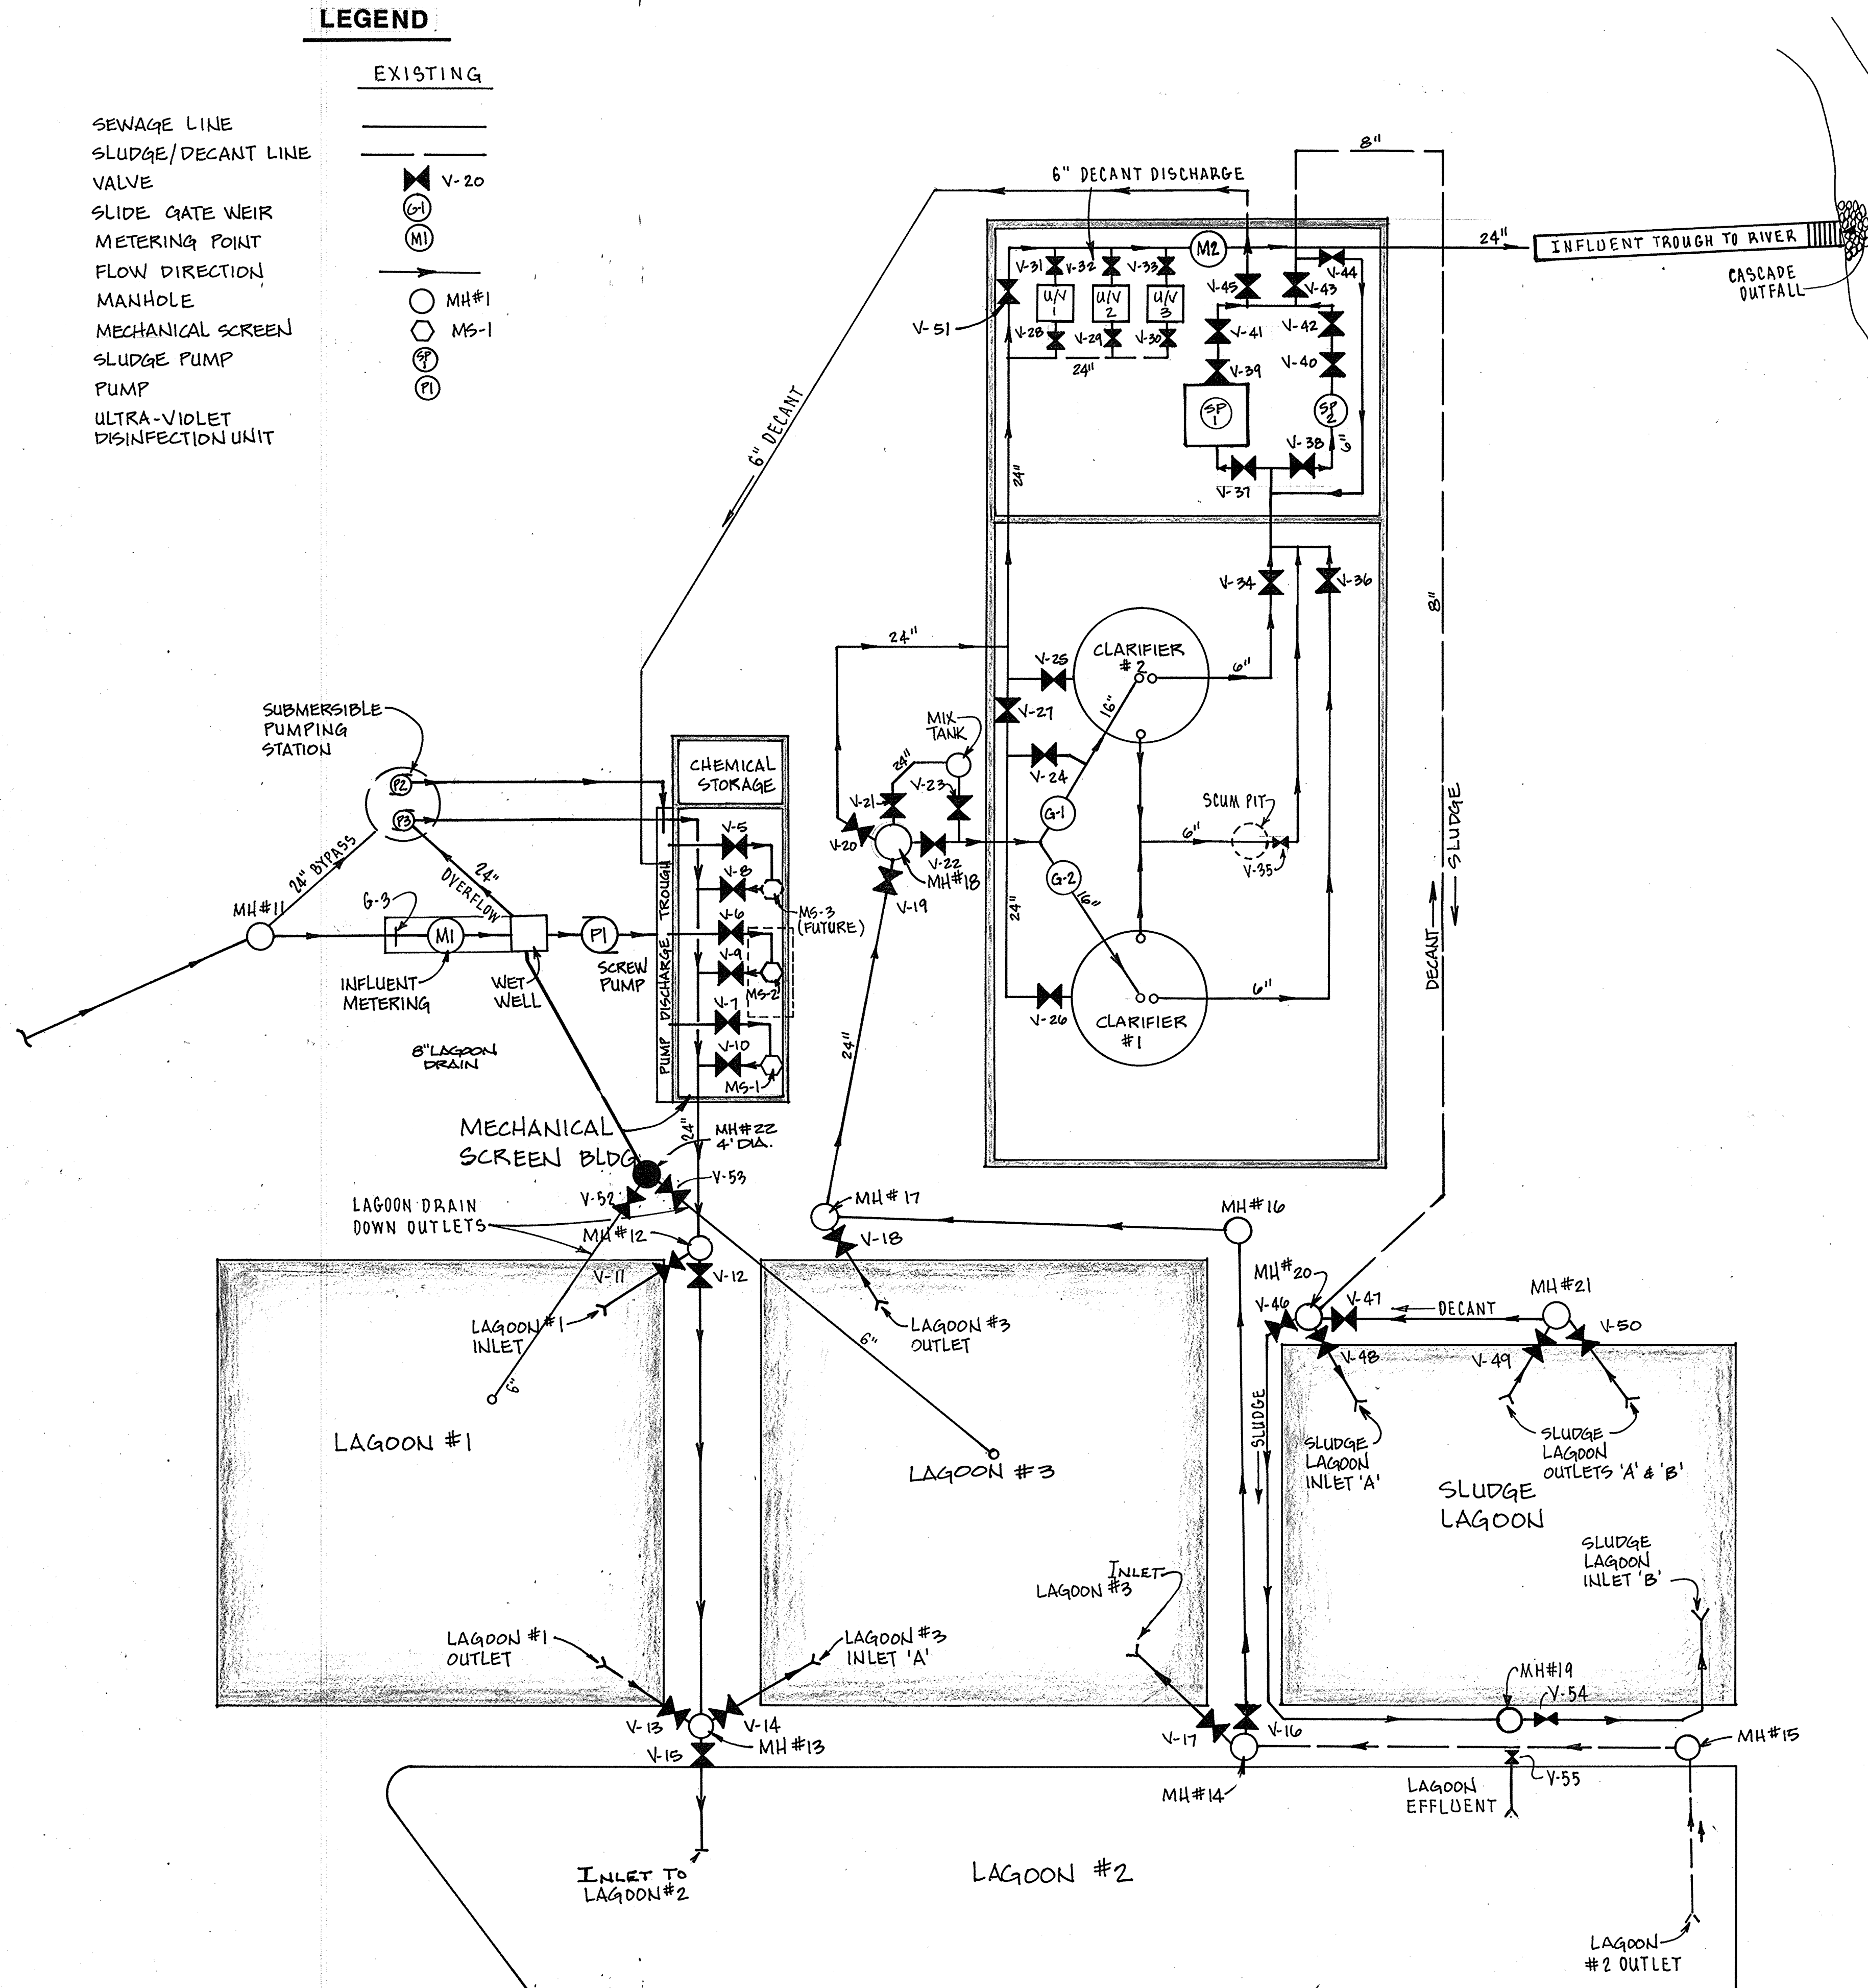 LEGEND
EXISTING
SEWAGE LINE
SLUDGE/DECANT LINE
VALVE
V-20
SLIDE GATE WEIR
G-1
METERING POINT
M1
FLOW DIRECTION
MANHOLE
MH#1
MECHANICAL SCREEN
MS-1
SLUDGE PUMP
SP
1
PUMP
P1
ULTRA-VIOLET
DISINFECTION UNIT
8"
6" DECANT DISCHARGE
24"
INFLUENT TROUGH TO RIVER
CASCADE
OUTFALL
M2
V-31
V-32
V-33
V-44
V-45
V-43
U/V
1
U/V
2
U/V
3
V-51
V-28
V-29
V-30
V-41
V-42
24"
V-39
V-40
SP
1
SP
2
6"
V-38
V-37
24"
6" DECANT
V-34
V-36
8"
24"
V-25
CLARIFIER
#2
6"
16"
V-27
SUBMERSIBLE
PUMPING
STATION
P2
P3
MIX
TANK
24"
V-24
V-23
V-21
CHEMICAL
STORAGE
G-1
SCUM PIT
6"
V-35
V-20
V-22
MH#18
G-2
16"
V-19
24"
SLUDGE
DECANT
24" BYPASS
24"
OVERFLOW
V-5
V-8
MS-3
(FUTURE)
V-6
V-9
MS-2
V-7
V-10
MS-1
PUMP DISCHARGE TROUGH
MH#11
G-3
M1
P1
INFLUENT
METERING
WET
WELL
SCREW
PUMP
6"
V-26
CLARIFIER
#1
24"
8" LAGOON
DRAIN
MECHANICAL
SCREEN BLDG
24"
MH#22
4' DIA.
V-52
V-53
LAGOON DRAIN
DOWN OUTLETS
MH#12
MH#17
MH#16
V-18
V-11
V-12
MH#20
MH#21
V-46
V-47
DECANT
V-50
V-48
V-49
LAGOON #1
INLET
6"
LAGOON #3
OUTLET
6"
SLUDGE
SLUDGE
LAGOON
INLET 'A'
SLUDGE
LAGOON
OUTLETS 'A' & 'B'
LAGOON #1
LAGOON #3
SLUDGE
LAGOON
SLUDGE
LAGOON
INLET 'B'
INLET
LAGOON #3
LAGOON #1
OUTLET
LAGOON #3
INLET 'A'
MH#19
V-54
V-13
V-14
V-15
MH#13
V-17
V-16
MH#15
MH#14
LAGOON
EFFLUENT
V-55
INLET TO
LAGOON #2
LAGOON #2
LAGOON
#2 OUTLET